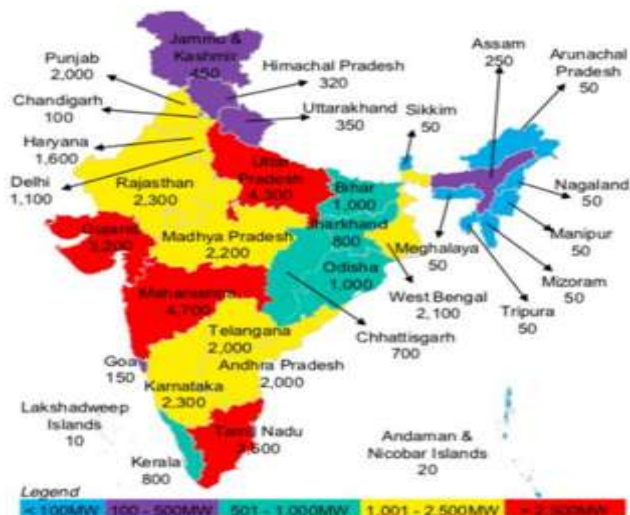 Jammu &
Kashmir
450
Punjab
2,000
Himachal Pradesh
320
Chandigarh
100
Uttarakhand
350
Haryana
1,600
Delhi
1,100
Rajasthan
2,300
Uttar
Pradesh
4,300
Sikkim
50
Assam
250
Arunachal
Pradesh
50
Bihar
1,000
Nagaland
50
Gujarat
3,200
Madhya Pradesh
2,200
Jharkhand
800
Meghalaya
50
Manipur
50
Odisha
1,000
Mizoram
50
West Bengal
2,100
Tripura
50
Maharashtra
4,700
Telangana
2,000
Chhattisgarh
700
Goa
150
Andhra Pradesh
2,000
Karnataka
2,300
Lakshadweep
Islands
10
Tamil Nadu
3,600
Andaman &
Nicobar Islands
20
Kerala
800
Legend
< 100MW
100 - 500MW
501 - 1,000MW
1,001 - 2,500MW
> 2,500MW